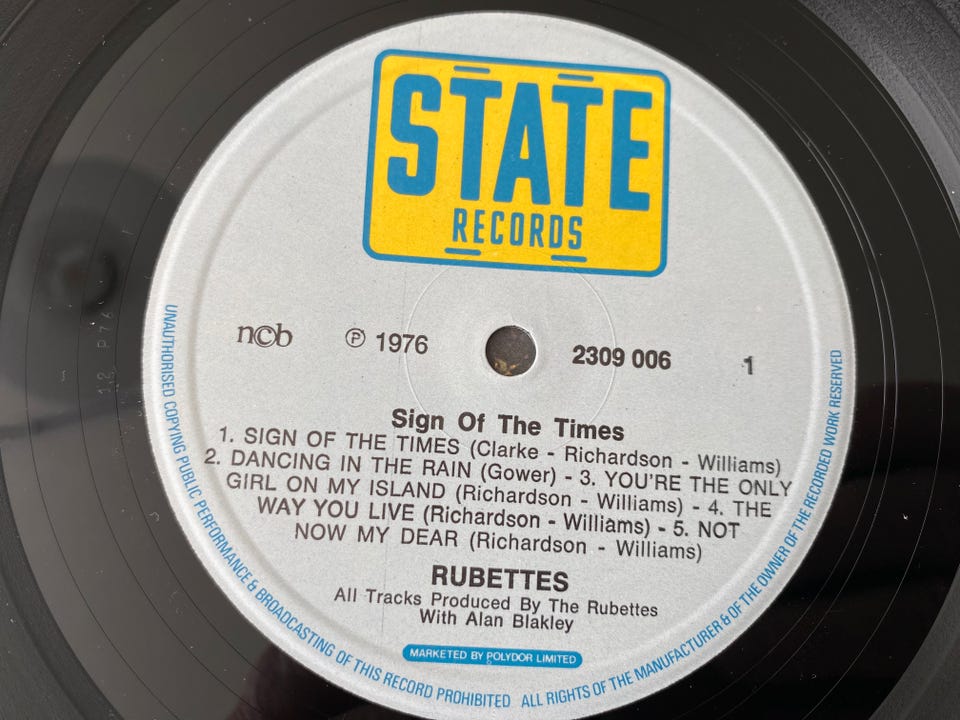 STATE
RECORDS
ncb
℗ 1976
2309 006
1
Sign Of The Times
1. SIGN OF THE TIMES (Clarke - Richardson - Williams)
2. DANCING IN THE RAIN (Gower) - 3. YOU'RE THE ONLY
GIRL ON MY ISLAND (Richardson - Williams) - 4. THE
WAY YOU LIVE (Richardson - Williams) - 5. NOT
NOW MY DEAR (Richardson - Williams)
RUBETTES
All Tracks Produced By The Rubettes
With Alan Blakley
MARKETED BY POLYDOR LIMITED
UNAUTHORISED COPYING PUBLIC PERFORMANCE & BROADCASTING OF THIS RECORD PROHIBITED ALL RIGHTS OF THE MANUFACTURER & OF THE OWNER OF THE RECORDED WORK RESERVED